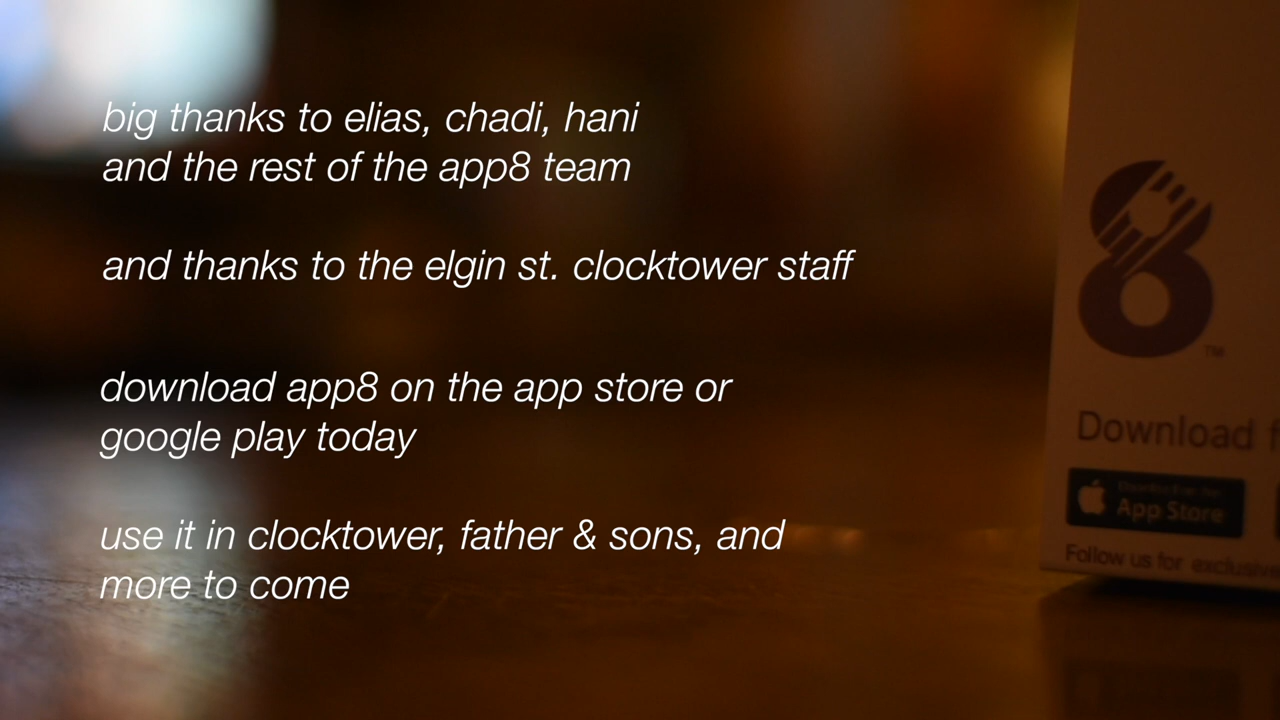 big thanks to elias, chadi, hani
and the rest of the app8 team
and thanks to the elgin st. clocktower staff
download app8 on the app store or
google play today
use it in clocktower, father & sons, and
more to come
8
TM
Download
App Store
Follow us for exclusive